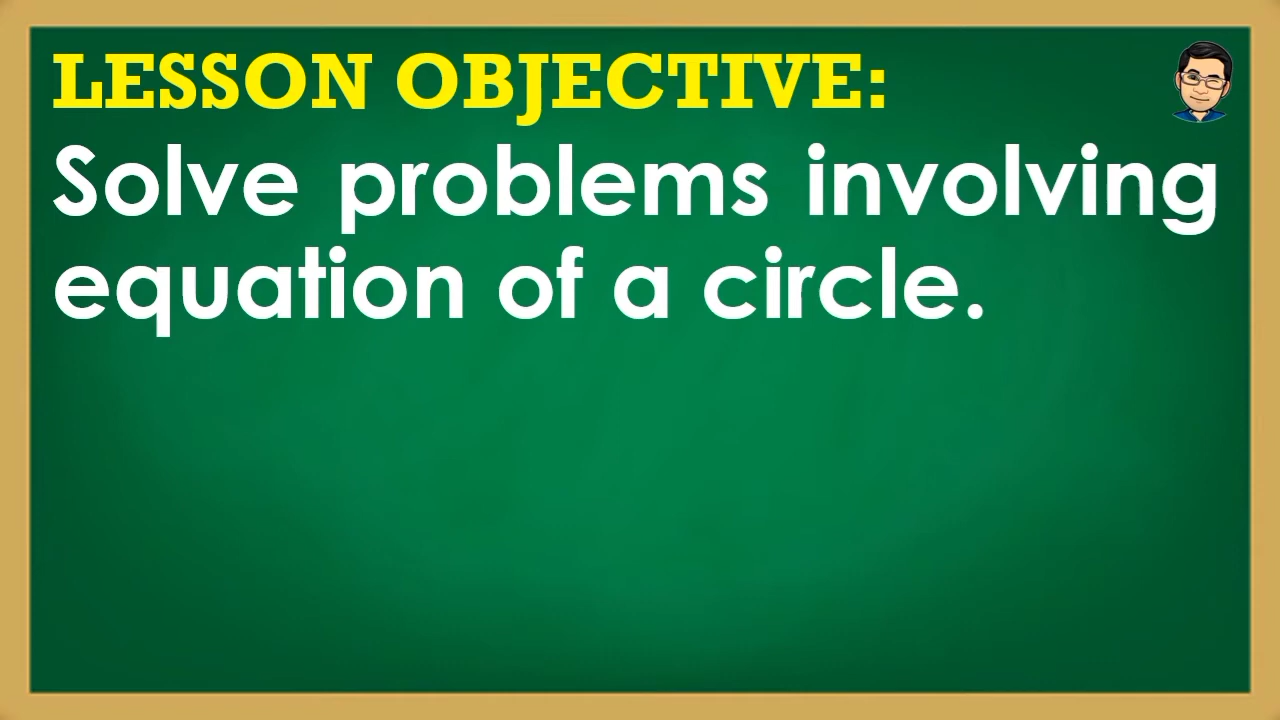 LESSON OBJECTIVE:
Solve problems involving
equation of a circle.